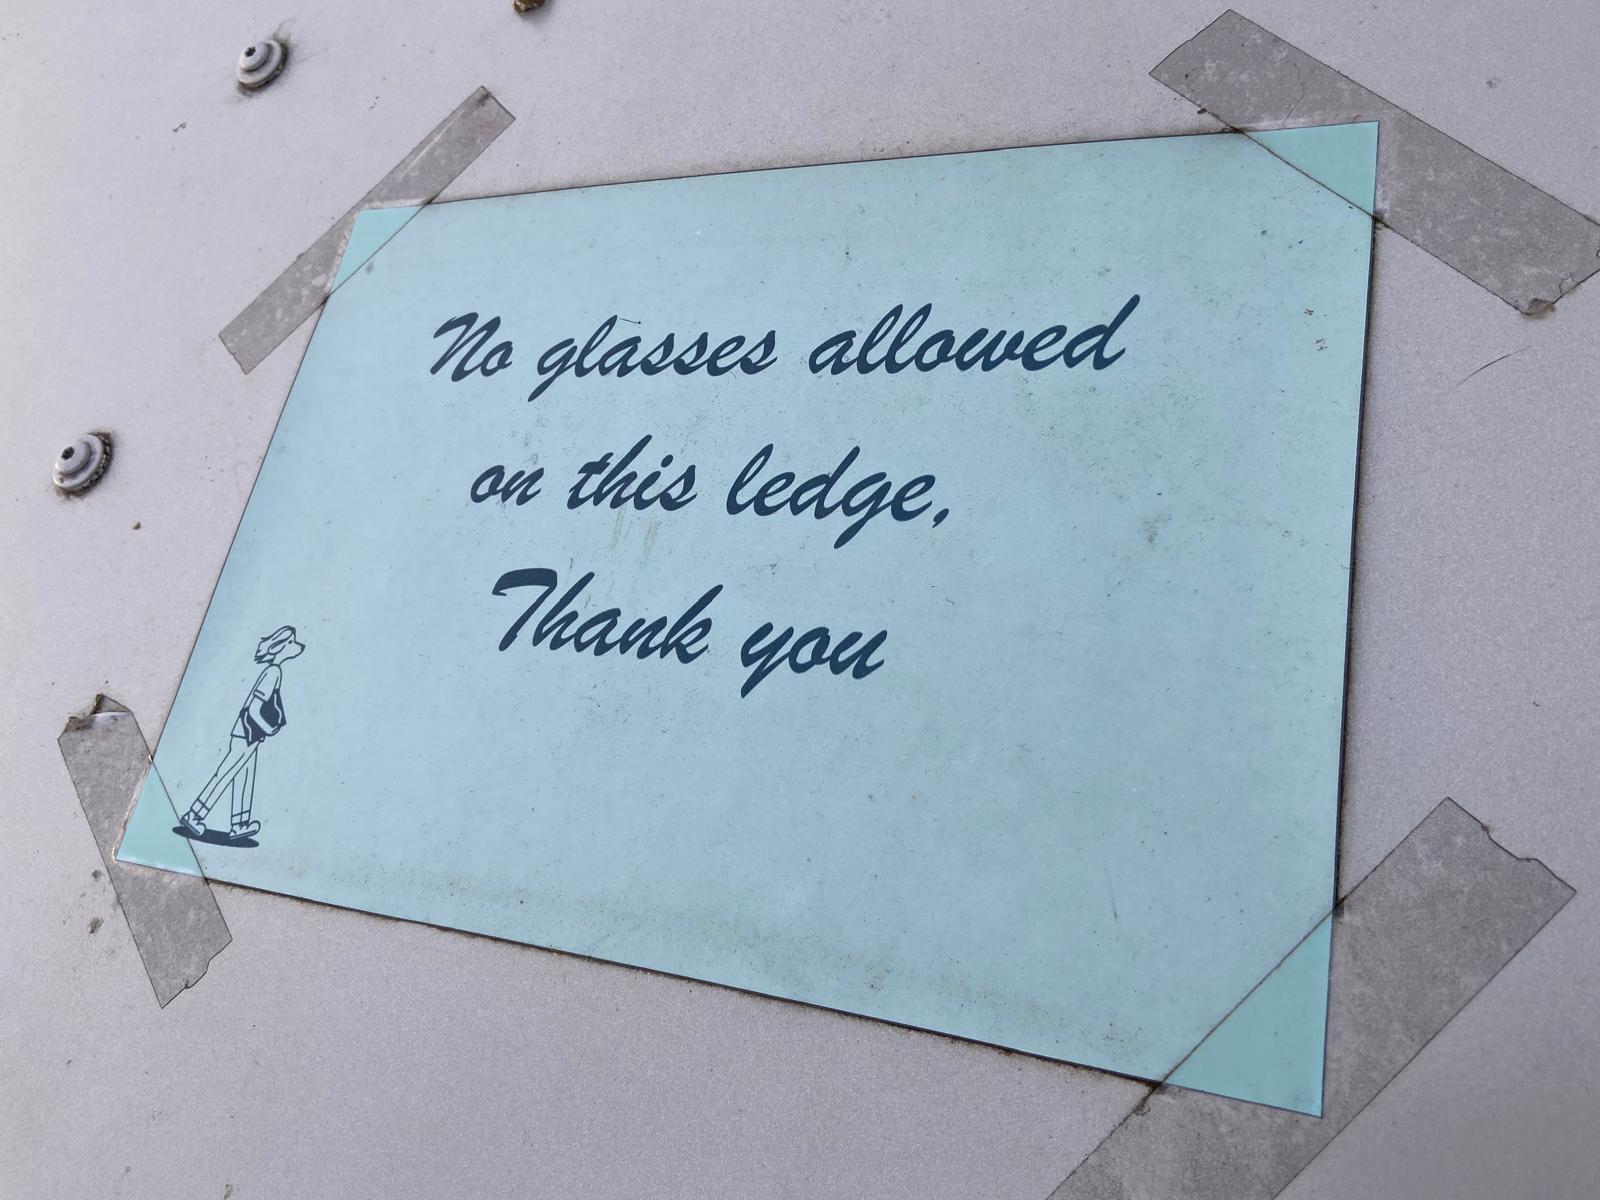 No glasses allowed
on this ledge,
Thank you